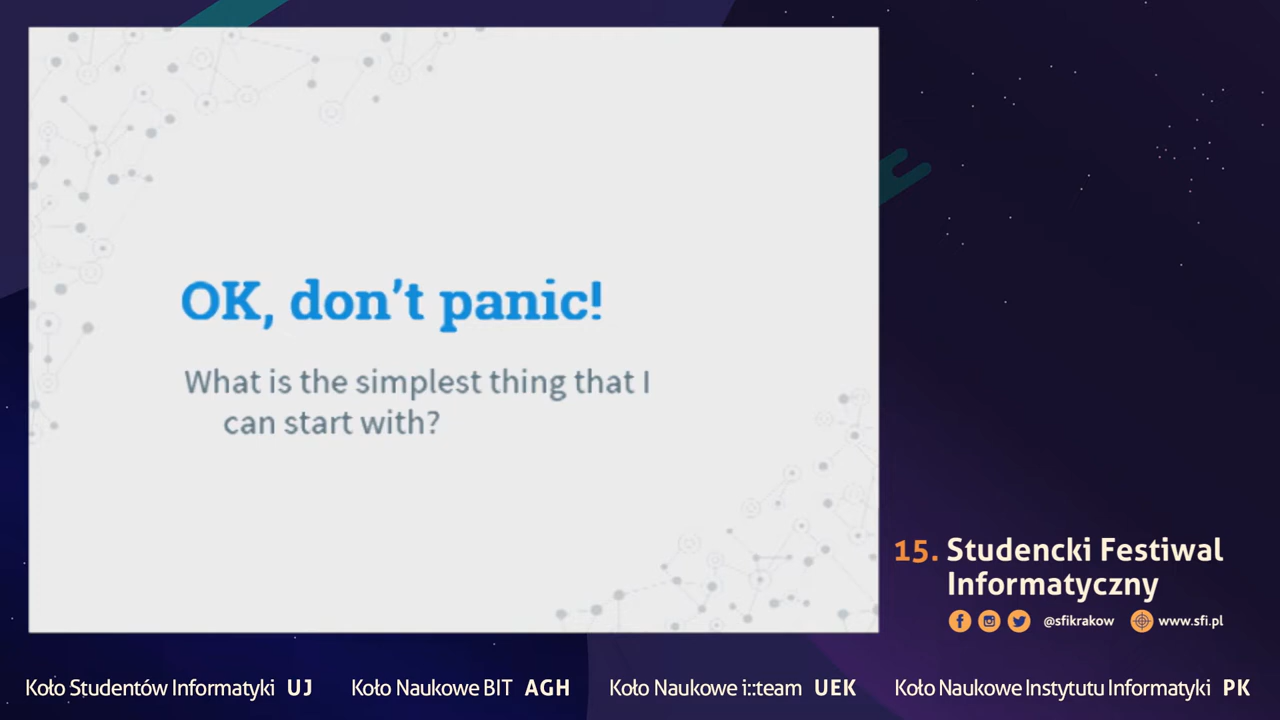 OK, don't panic!
What is the simplest thing that I
can start with?
15. Studencki Festiwal
Informatyczny
@sfikrakow www.sfi.pl
Koło Studentów Informatyki UJ Koło Naukowe BIT AGH Koło Naukowe i::team UEK Koło Naukowe Instytutu Informatyki PK